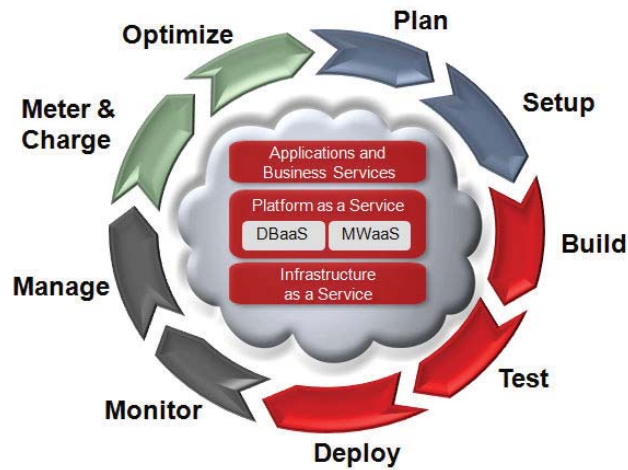 Optimize
Plan
Setup
Build
Test
Deploy
Monitor
Manage
Meter &
Charge
Applications and
Business Services
Platform as a Service
DBaaS
MWaaS
Infrastructure
as a Service